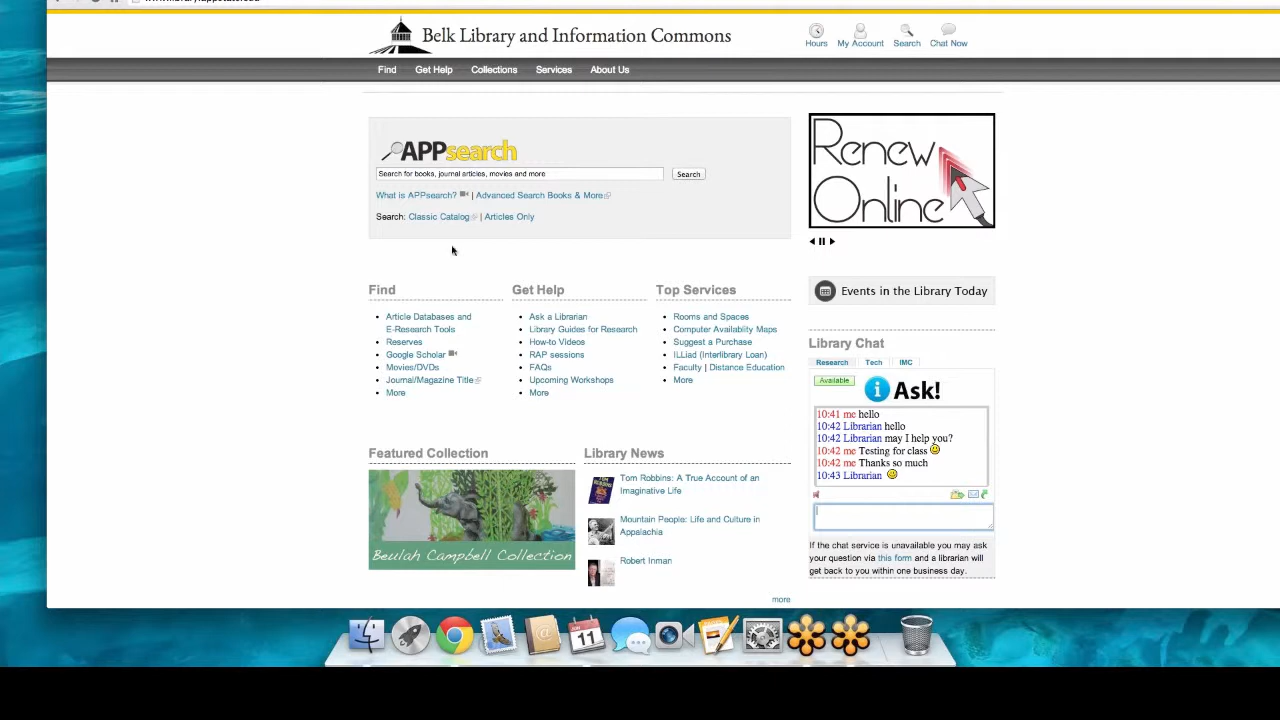 Belk Library and Information Commons
Hours My Account Search Chat Now
Find Get Help Collections Services About Us
APPsearch
Search for books, journal articles, movies and more Search
What is APPsearch? | Advanced Search Books & More
Search: Classic Catalog | Articles Only
Renew
Online
Events in the Library Today
Find
Article Databases and
E-Research Tools
Reserves
Google Scholar
Movies/DVDs
Journal/Magazine Title
More
Get Help
Ask a Librarian
Library Guides for Research
How-to Videos
RAP sessions
FAQs
Upcoming Workshops
More
Top Services
Rooms and Spaces
Computer Availablity Maps
Suggest a Purchase
ILLiad (Interlibrary Loan)
Faculty | Distance Education
More
Library Chat
Research Tech IMC
Available
i Ask!
10:41 me hello
10:42 Librarian hello
10:42 Librarian may I help you?
10:42 me Testing for class
10:42 me Thanks so much
10:43 Librarian
If the chat service is unavailable you may ask
your question via this form and a librarian will
get back to you within one business day.
Featured Collection
Beulah Campbell Collection
Library News
Tom Robbins: A True Account of an
Imaginative Life
Mountain People: Life and Culture in
Appalachia
Robert Inman
more
11